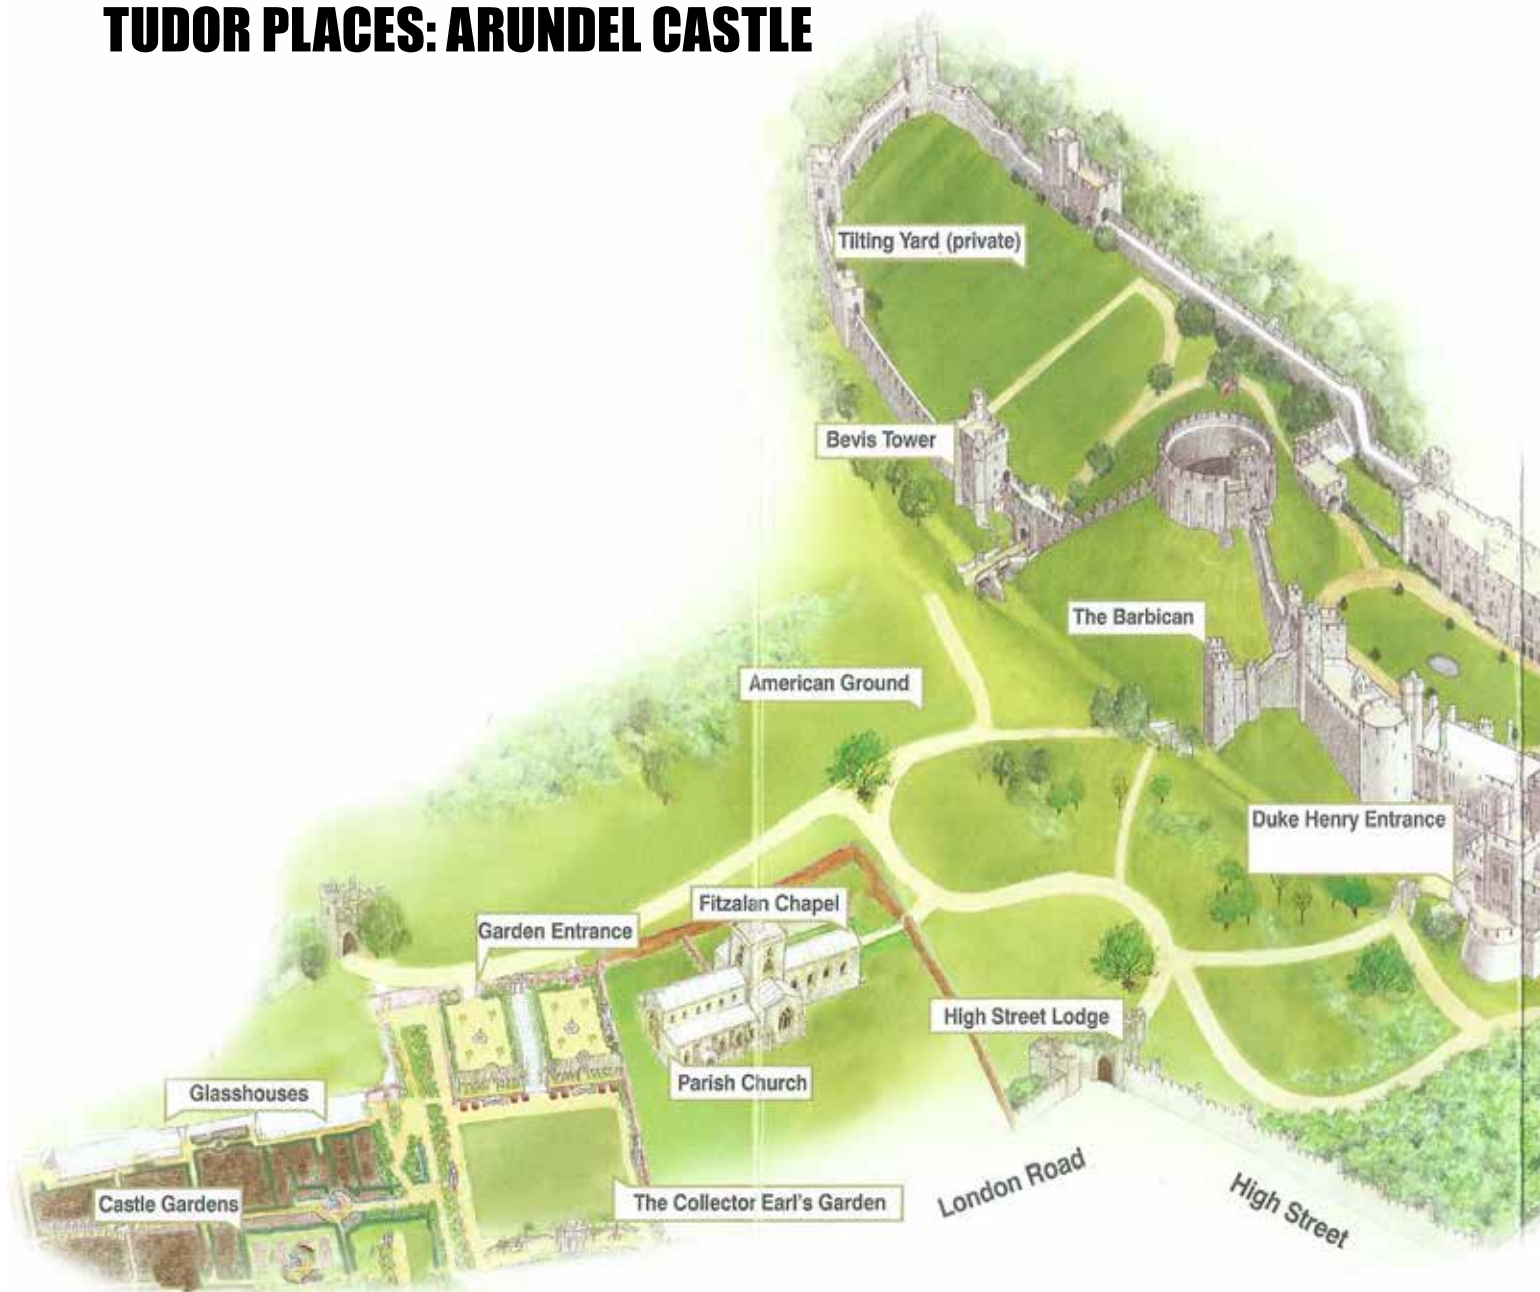 TUDOR PLACES: ARUNDEL CASTLE
Tilting Yard (private)
Bevis Tower
The Barbican
American Ground
Duke Henry Entrance
Fitzalan Chapel
Garden Entrance
High Street Lodge
Parish Church
Glasshouses
Castle Gardens
The Collector Earl's Garden
London Road
High Street